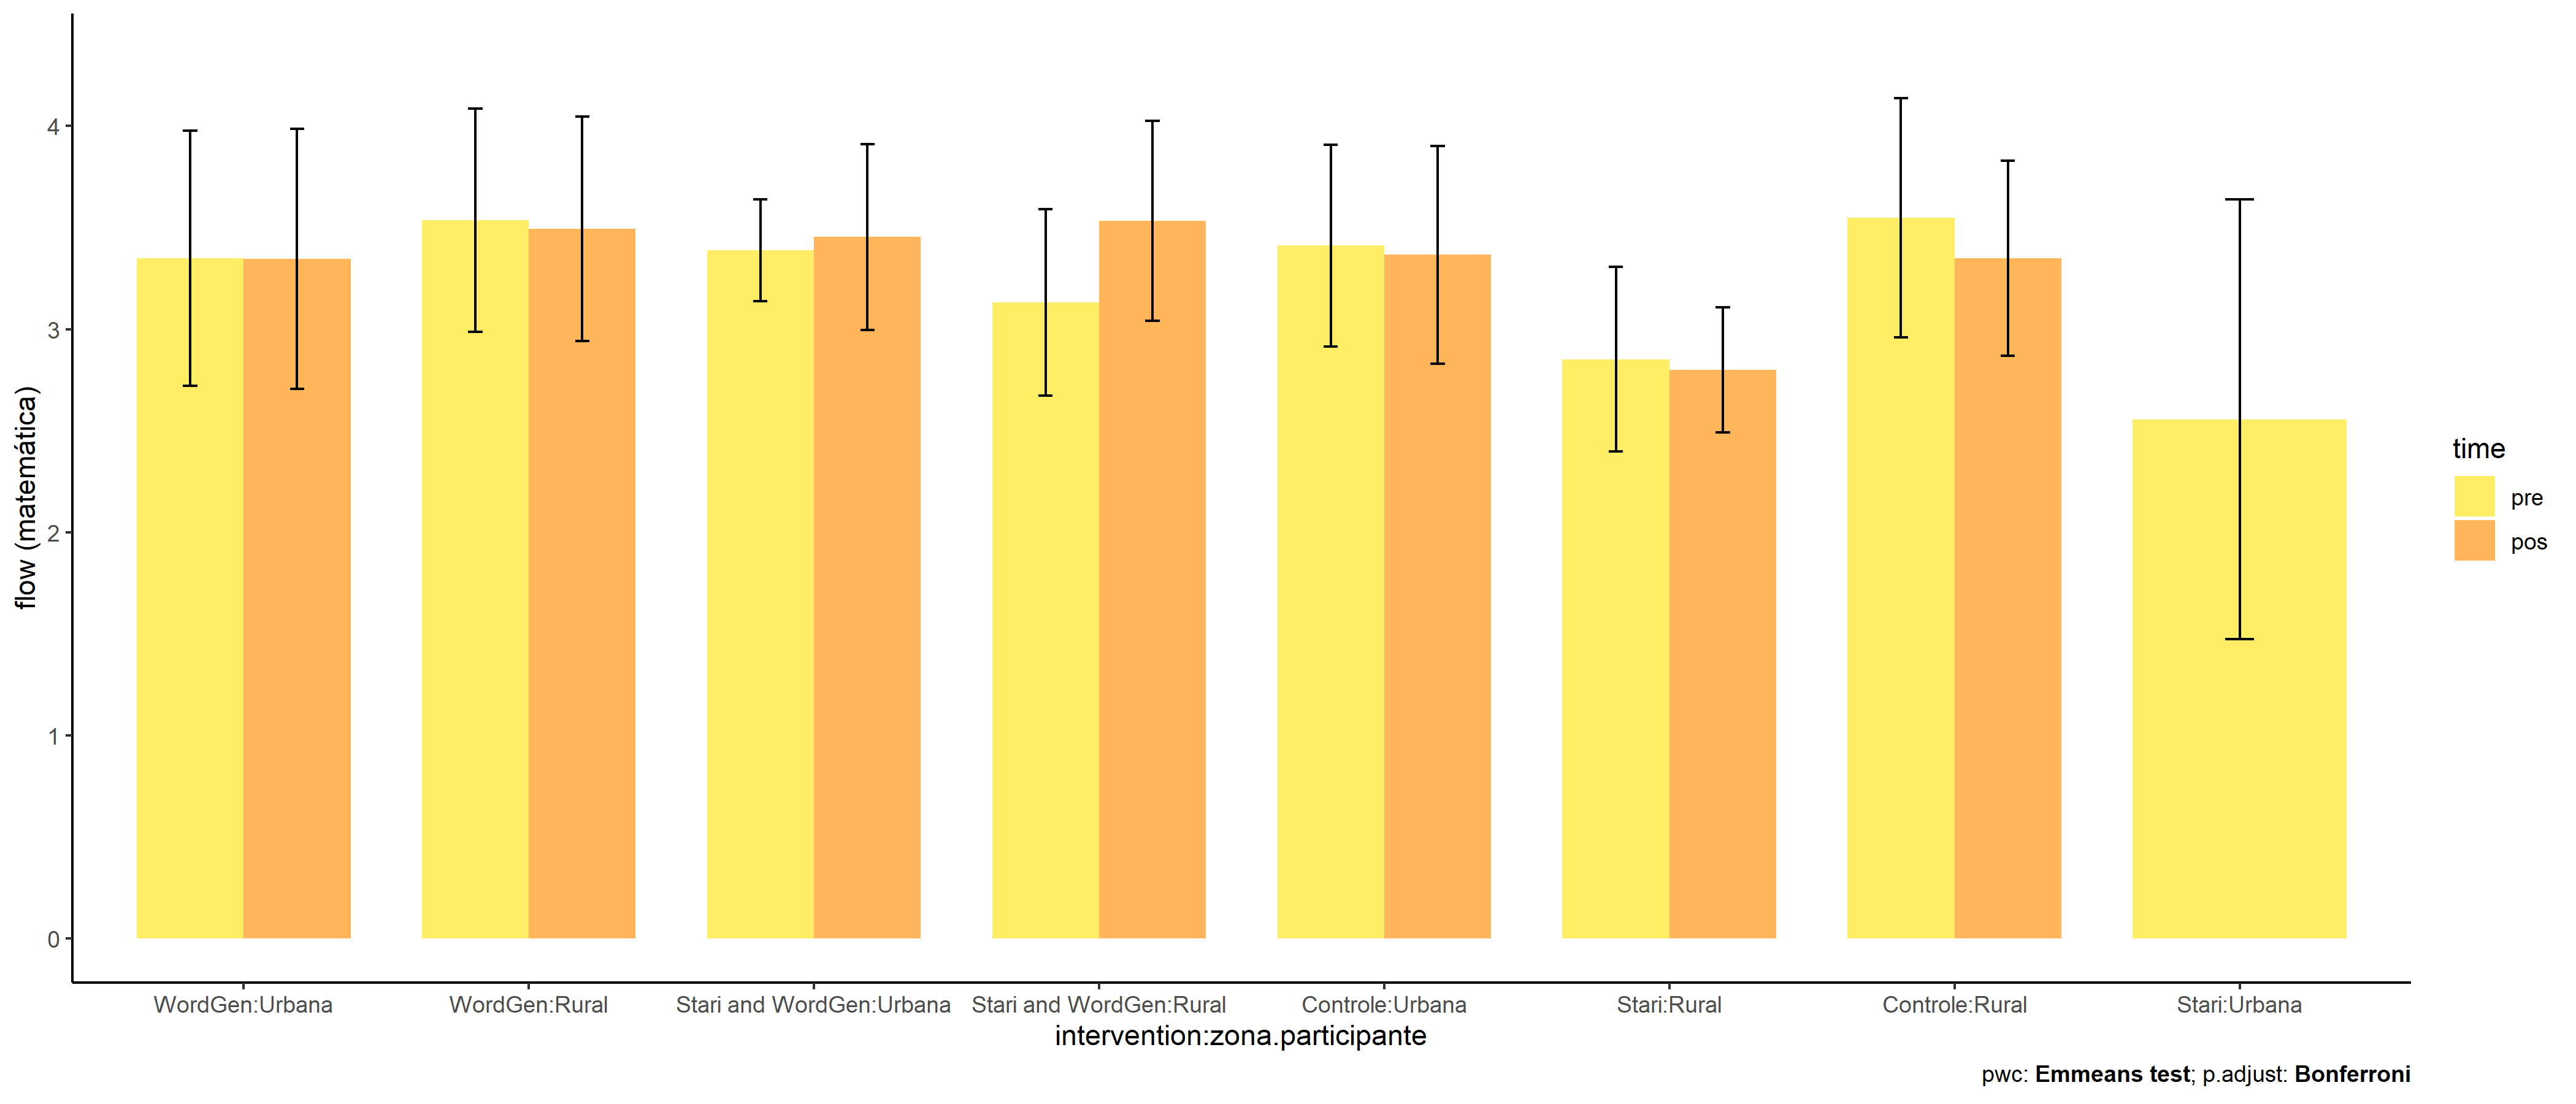 flow (matemática)
4
3
2
1
0
WordGen:Urbana
WordGen:Rural
Stari and WordGen:Urbana
Stari and WordGen:Rural
Controle:Urbana
Stari:Rural
Controle:Rural
Stari:Urbana
intervention:zona.participante
time
pre
pos
pwc: Emmeans test; p.adjust: Bonferroni